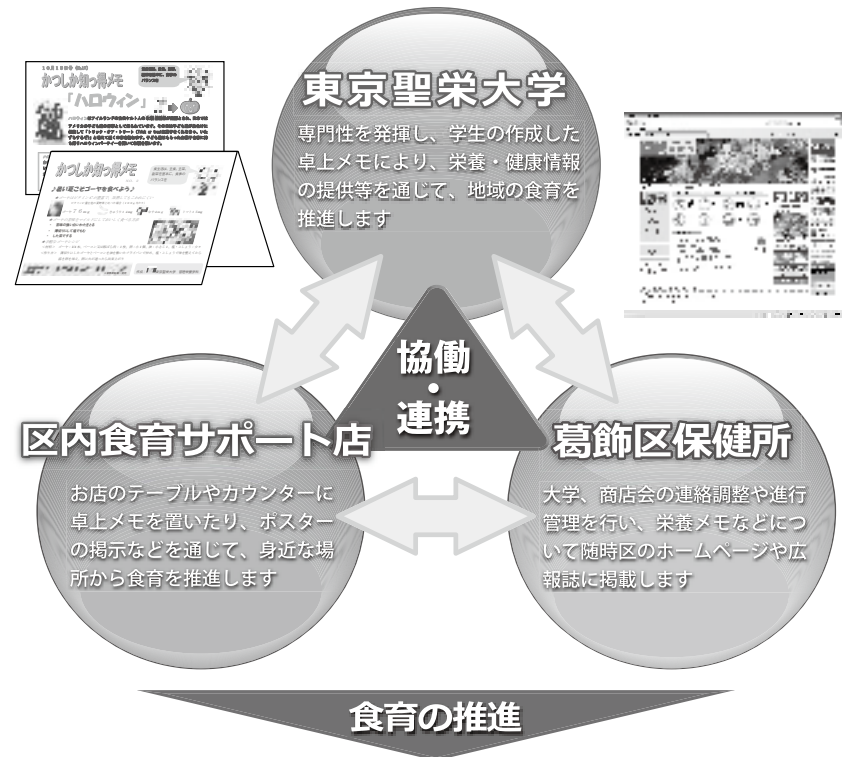 かつしか知っ得メモ
「ハロウィン」
かつしか知っ得メモ
東京聖栄大学
専門性を発揮し、学生の作成した
卓上メモにより、栄養・健康情報
の提供等を通じて、地域の食育を
推進します
協働
・
連携
区内食育サポート店
お店のテーブルやカウンターに
卓上メモを置いたり、ポスター
の掲示などを通じて、身近な場
所から食育を推進します
葛飾区保健所
大学、商店会の連絡調整や進行
管理を行い、栄養メモなどにつ
いて随時区のホームページや広
報誌に掲載します
食育の推進